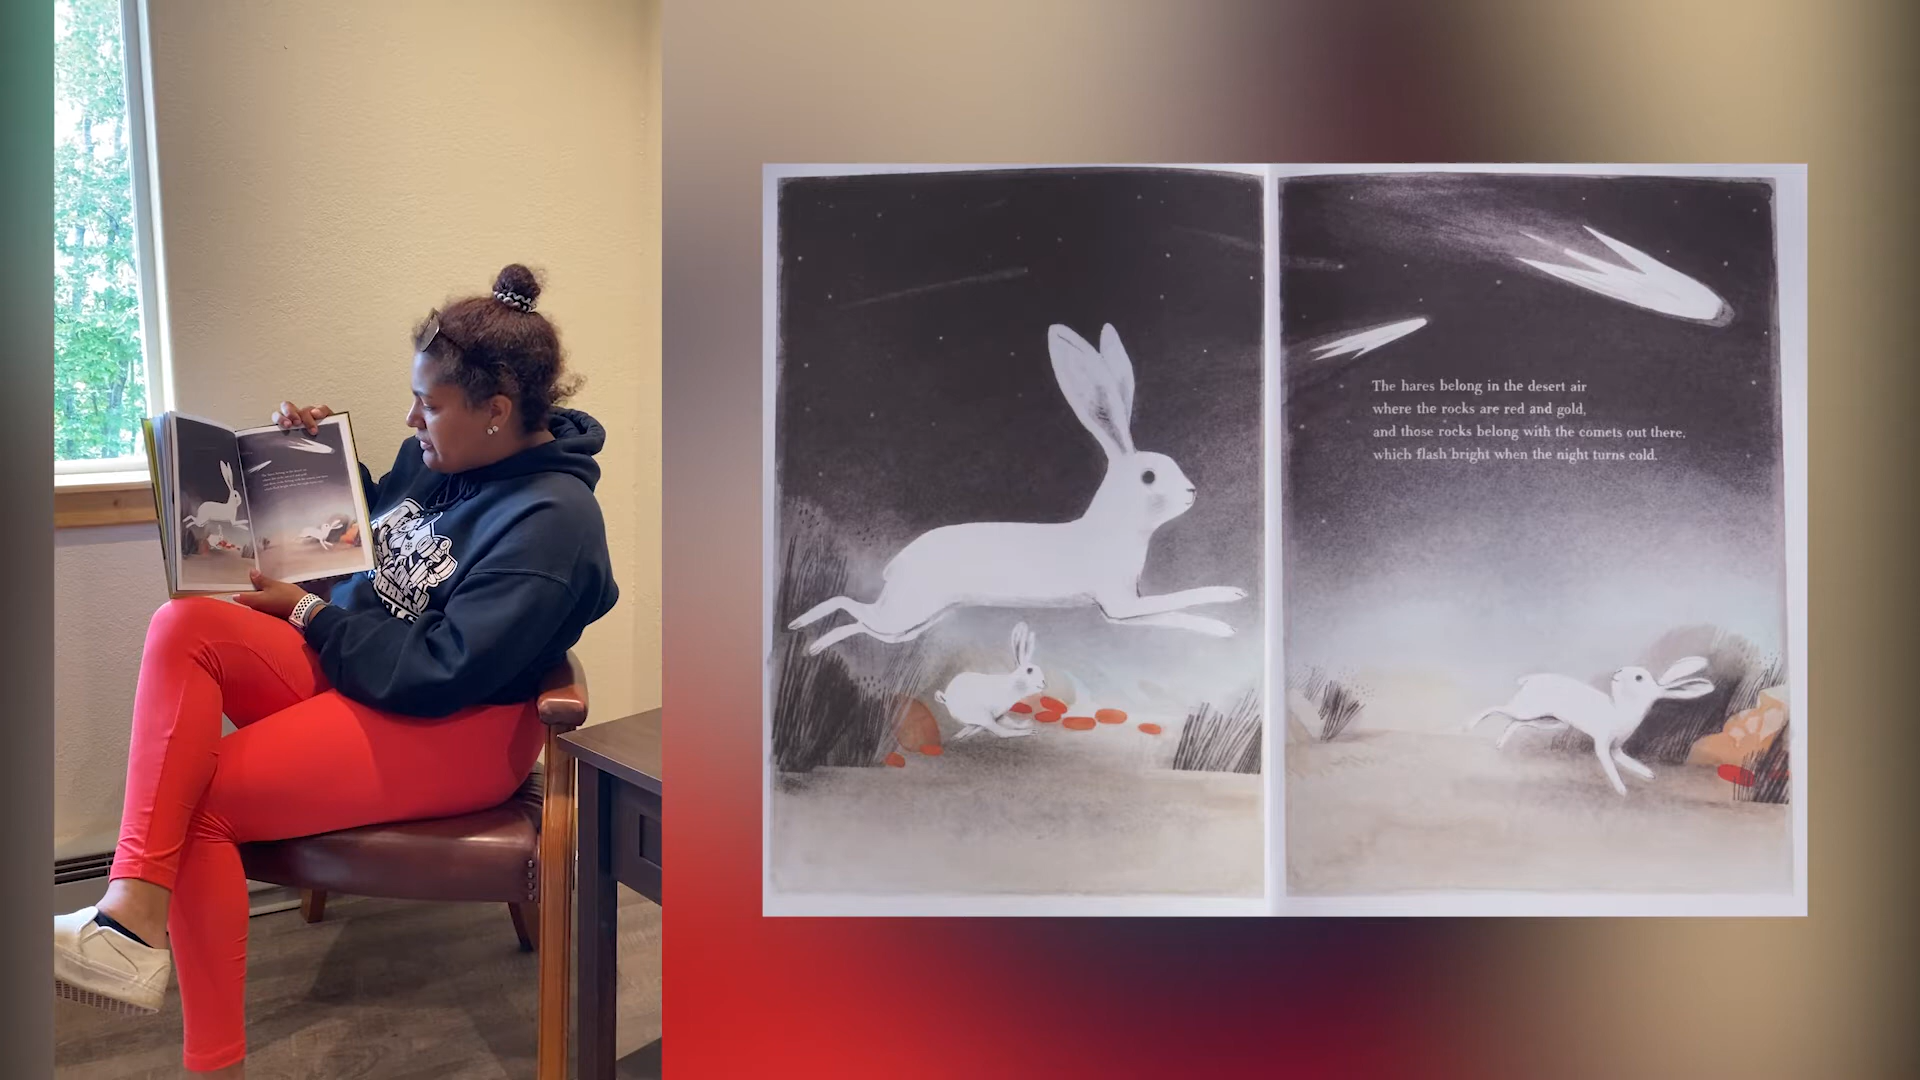 The hares belong in the desert air
where the rocks are red and gold,
and those rocks belong with the comets out there,
which flash bright when the night turns cold.